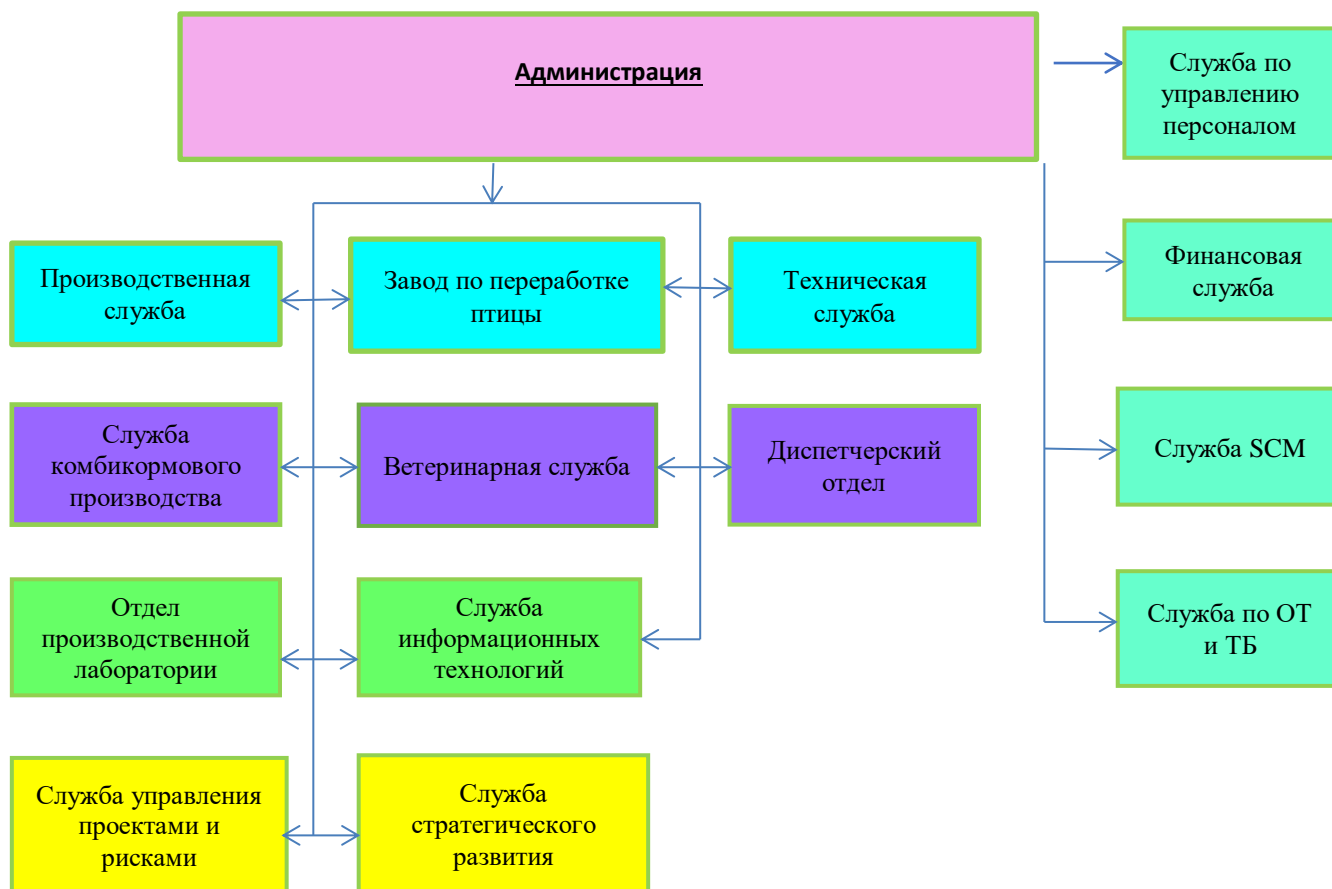 Администрация
Служба по
управлению
персоналом
Производственная
служба
Завод по переработке
птицы
Техническая
служба
Финансовая
служба
Служба
комбикормового
производства
Ветеринарная служба
Диспетчерский
отдел
Служба SCM
Отдел
производственной
лаборатории
Служба
информационных
технологий
Служба по ОТ
и ТБ
Служба управления
проектами и
рисками
Служба
стратегического
развития